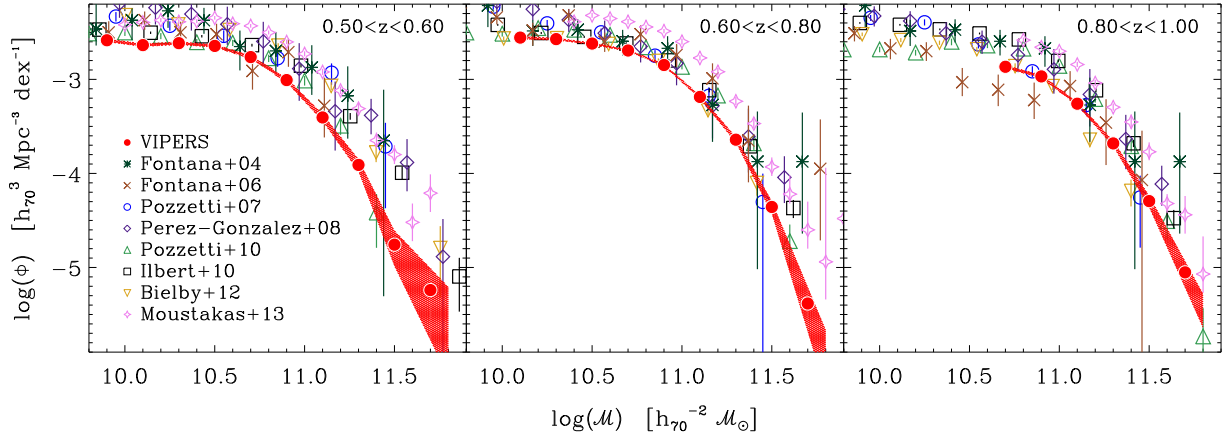 0.50<z<0.60
0.60<z<0.80
0.80<z<1.00
−3
−4
−5
log(Φ) [h₇₀³ Mpc⁻³ dex⁻¹]
VIPERS
Fontana+04
Fontana+06
Pozzetti+07
Perez−Gonzalez+08
Pozzetti+10
Ilbert+10
Bielby+12
Moustakas+13
10.0 10.5 11.0 11.5
10.0 10.5 11.0 11.5
10.0 10.5 11.0 11.5
log(ℳ) [h₇₀⁻² ℳ⊙]